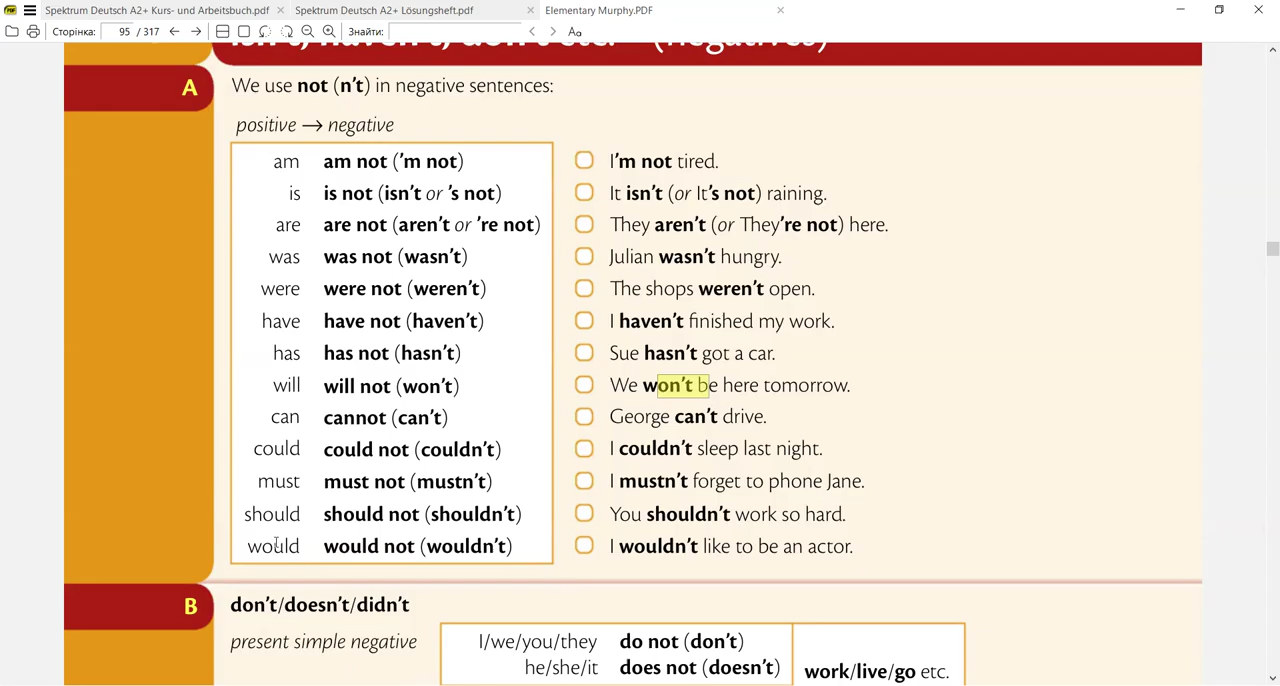 Spektrum Deutsch A2+ Kurs- und Arbeitsbuch.pdf
Spektrum Deutsch A2+ Lösungsheft.pdf
Elementary Murphy.PDF
Сторінка: 95 / 317
Знайти:
isn't, haven't, don't etc. (negatives)
A
We use not (n't) in negative sentences:
positive → negative
am am not ('m not) I'm not tired.
is is not (isn't or 's not) It isn't (or It's not) raining.
are are not (aren't or 're not) They aren't (or They're not) here.
was was not (wasn't) Julian wasn't hungry.
were were not (weren't) The shops weren't open.
have have not (haven't) I haven't finished my work.
has has not (hasn't) Sue hasn't got a car.
will will not (won't) We won't be here tomorrow.
can cannot (can't) George can't drive.
could could not (couldn't) I couldn't sleep last night.
must must not (mustn't) I mustn't forget to phone Jane.
should should not (shouldn't) You shouldn't work so hard.
would would not (wouldn't) I wouldn't like to be an actor.
B
don't/doesn't/didn't
present simple negative
I/we/you/they do not (don't)
he/she/it does not (doesn't)
work/live/go etc.